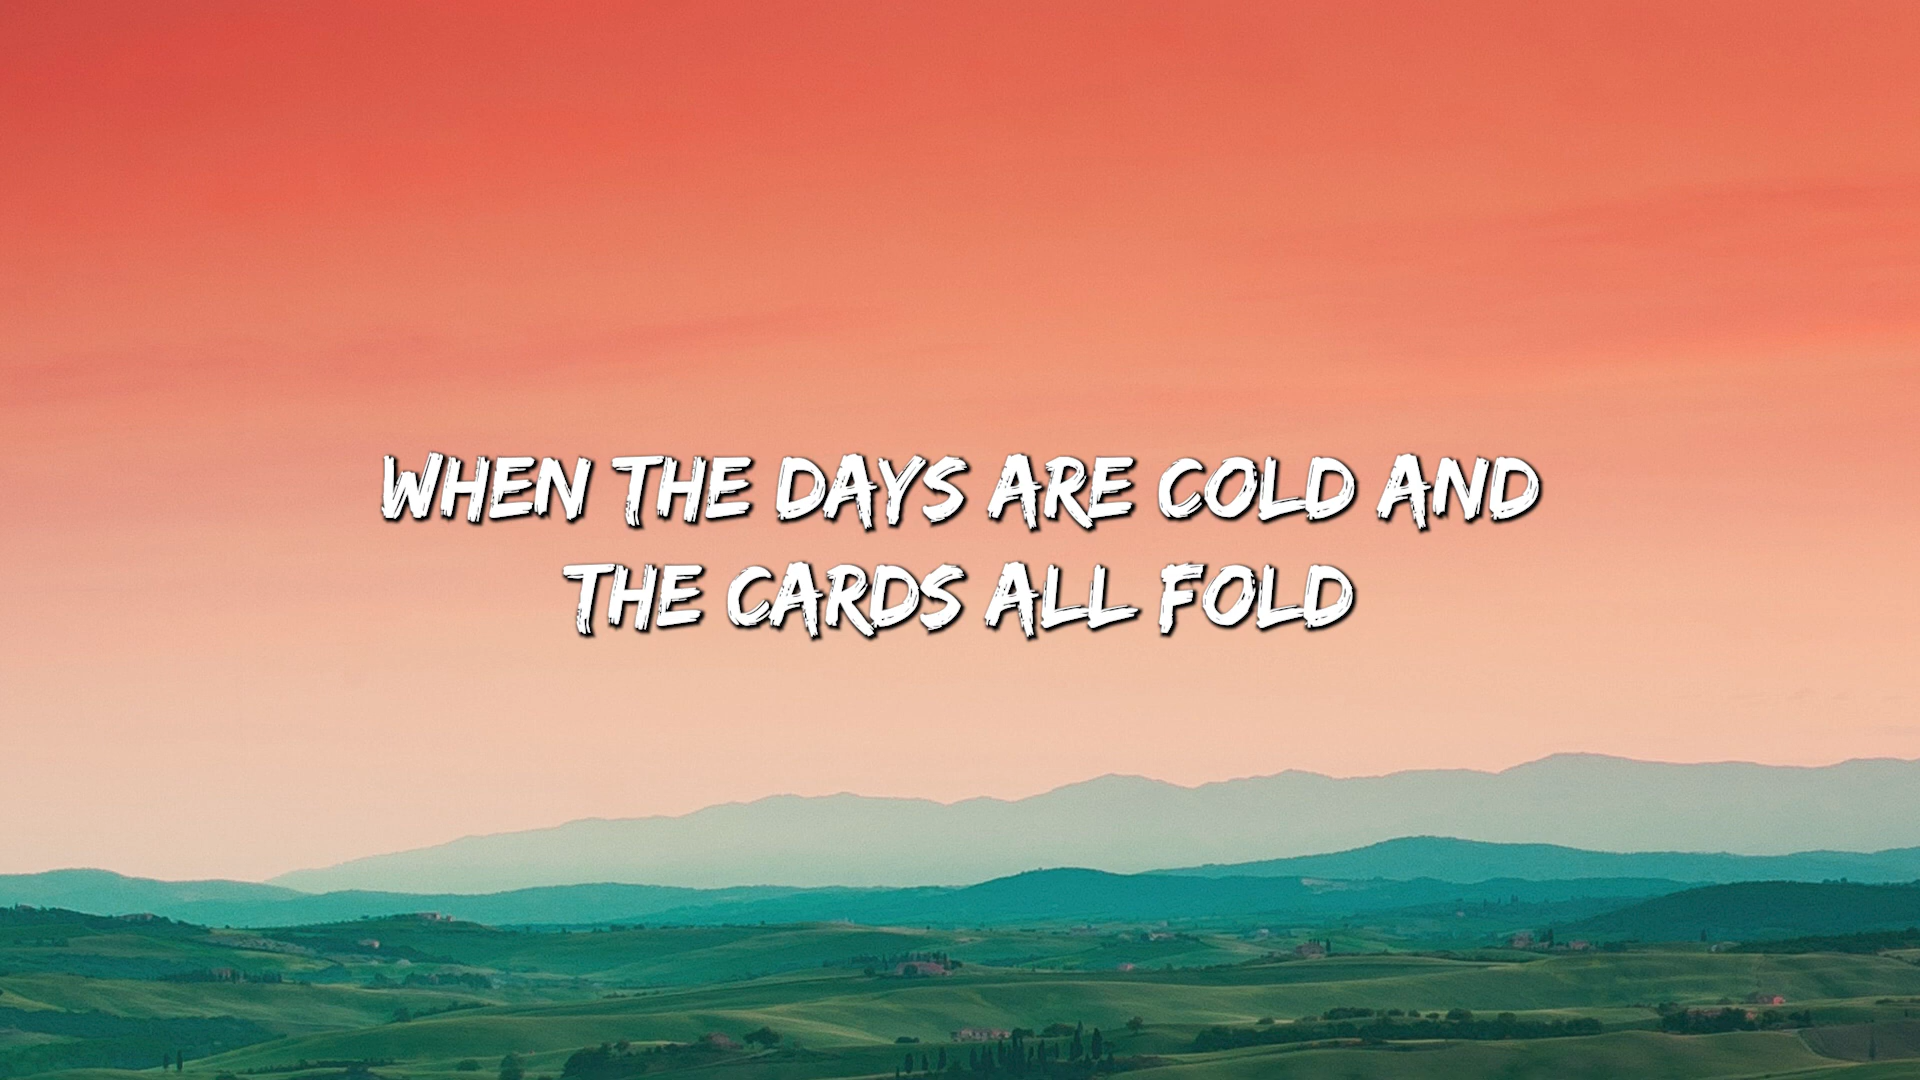 WHEN THE DAYS ARE COLD AND
THE CARDS ALL FOLD